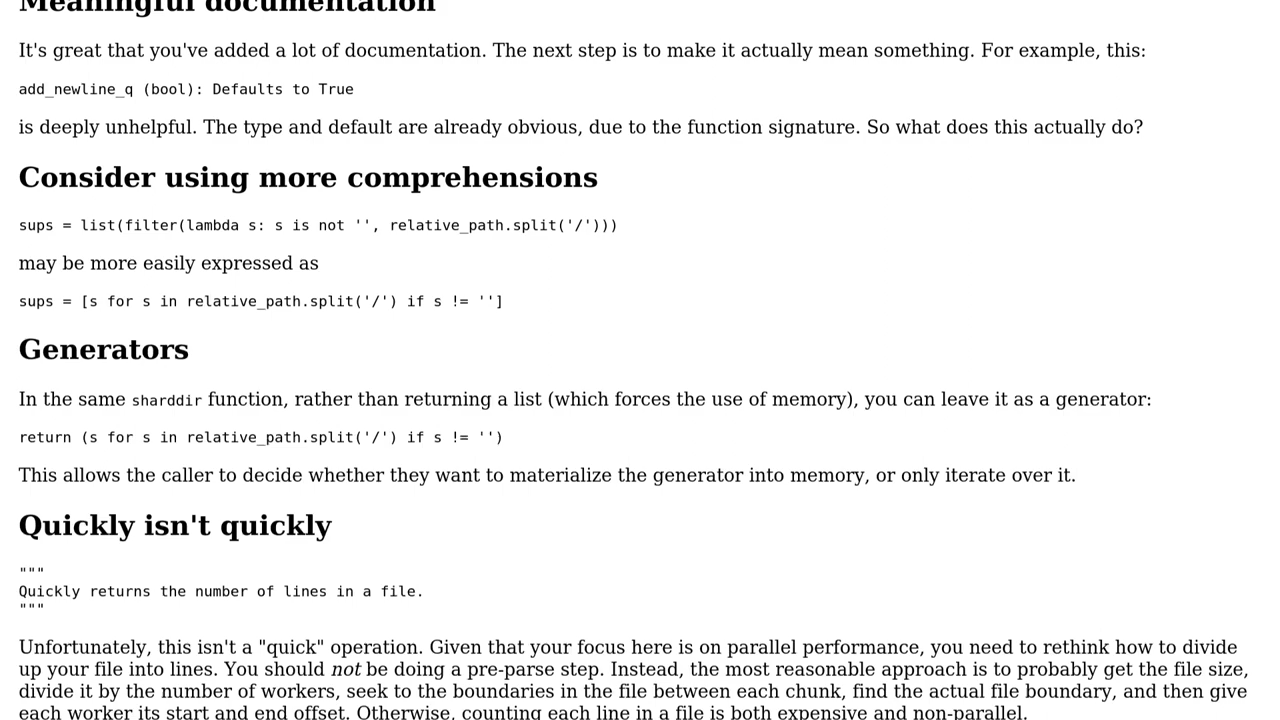 Meaningful documentation
It's great that you've added a lot of documentation. The next step is to make it actually mean something. For example, this:
add_newline_q (bool): Defaults to True
is deeply unhelpful. The type and default are already obvious, due to the function signature. So what does this actually do?
Consider using more comprehensions
sups = list(filter(lambda s: s is not '', relative_path.split('/')))
may be more easily expressed as
sups = [s for s in relative_path.split('/') if s != '']
Generators
In the same sharddir function, rather than returning a list (which forces the use of memory), you can leave it as a generator:
return (s for s in relative_path.split('/') if s != '')
This allows the caller to decide whether they want to materialize the generator into memory, or only iterate over it.
Quickly isn't quickly
"""
Quickly returns the number of lines in a file.
"""
Unfortunately, this isn't a "quick" operation. Given that your focus here is on parallel performance, you need to rethink how to divide
up your file into lines. You should not be doing a pre-parse step. Instead, the most reasonable approach is to probably get the file size,
divide it by the number of workers, seek to the boundaries in the file between each chunk, find the actual file boundary, and then give
each worker its start and end offset. Otherwise, counting each line in a file is both expensive and non-parallel.